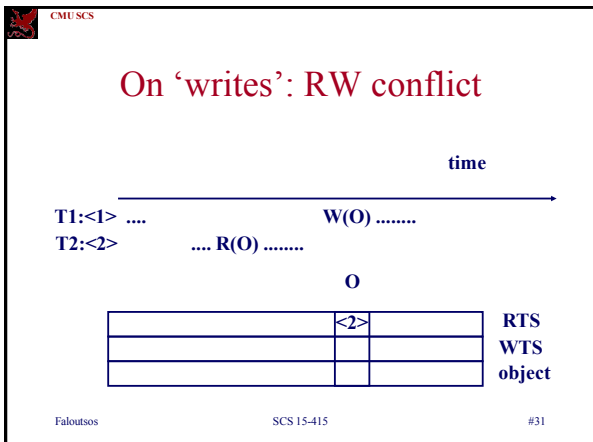 CMU SCS
On ‘writes’: RW conflict
time
T1:<1> .... W(O) ........
T2:<2> .... R(O) ........
O
<2> RTS
WTS
object
Faloutsos SCS 15-415 #31